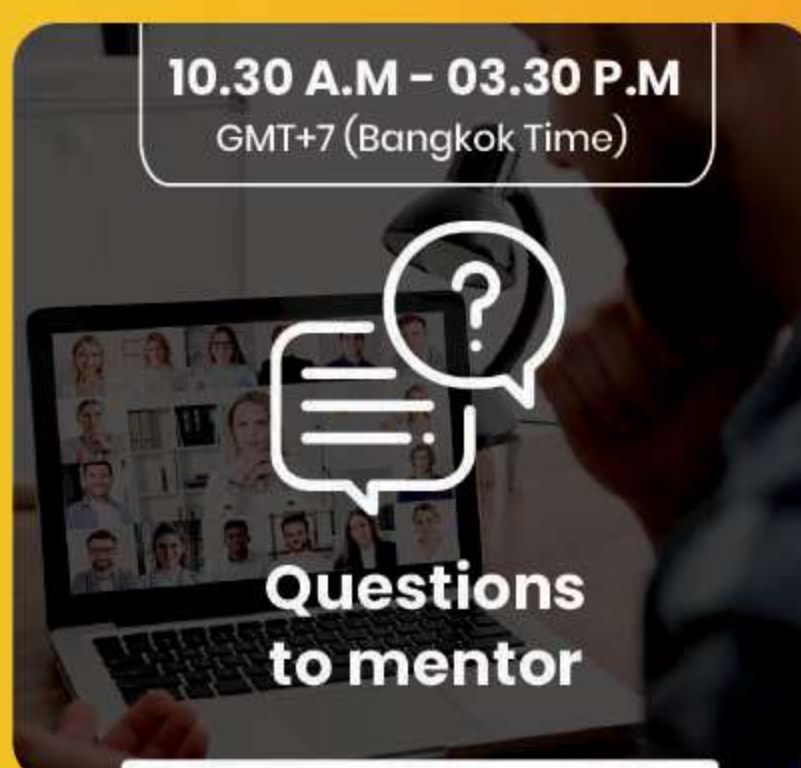 10.30 A.M - 03.30 P.M
GMT+7 (Bangkok Time)
?
Questions
to mentor